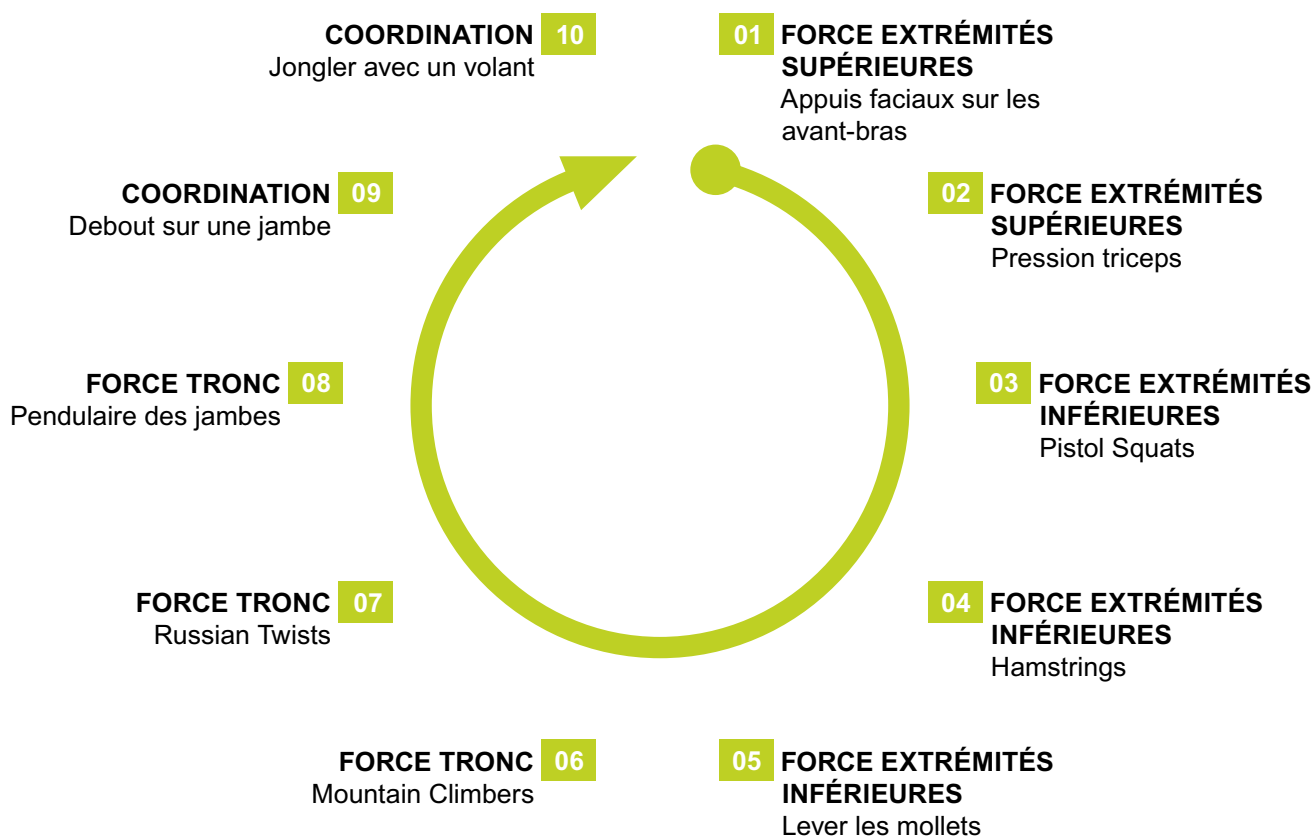 01
FORCE EXTRÉMITÉS
SUPÉRIEURES
Appuis faciaux sur les
avant-bras
02
FORCE EXTRÉMITÉS
SUPÉRIEURES
Pression triceps
03
FORCE EXTRÉMITÉS
INFÉRIEURES
Pistol Squats
04
FORCE EXTRÉMITÉS
INFÉRIEURES
Hamstrings
05
FORCE EXTRÉMITÉS
INFÉRIEURES
Lever les mollets
06
FORCE TRONC
Mountain Climbers
07
FORCE TRONC
Russian Twists
08
FORCE TRONC
Pendulaire des jambes
09
COORDINATION
Debout sur une jambe
10
COORDINATION
Jongler avec un volant